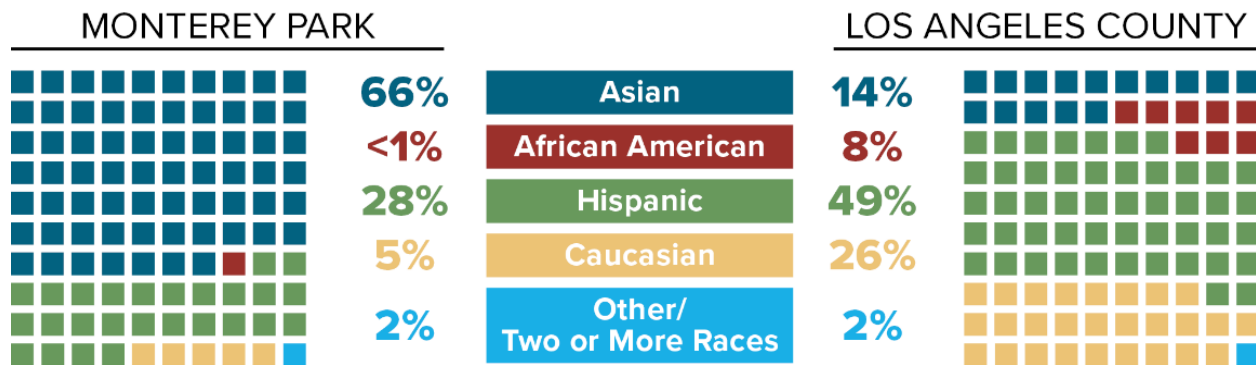 MONTEREY PARK
LOS ANGELES COUNTY
66% Asian 14%
<1% African American 8%
28% Hispanic 49%
5% Caucasian 26%
2% Other/
Two or More Races 2%